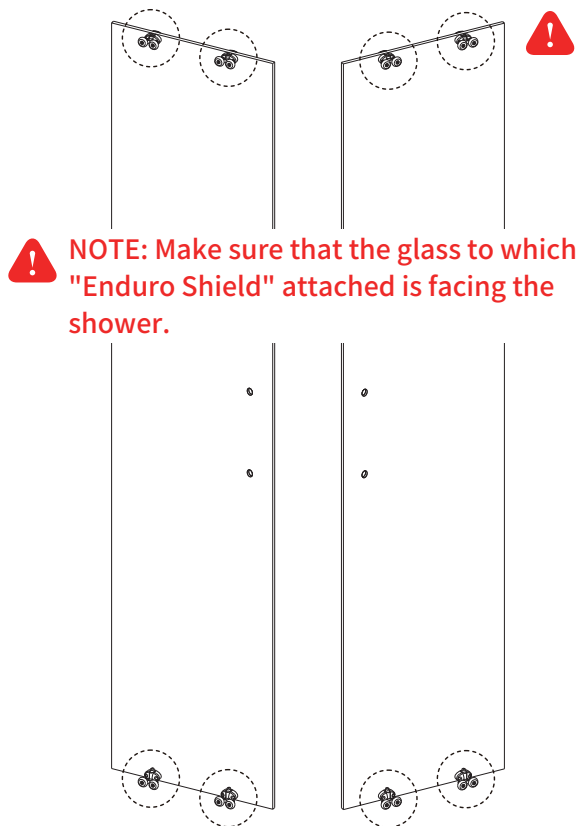 NOTE: Make sure that the glass to which
"Enduro Shield" attached is facing the
shower.